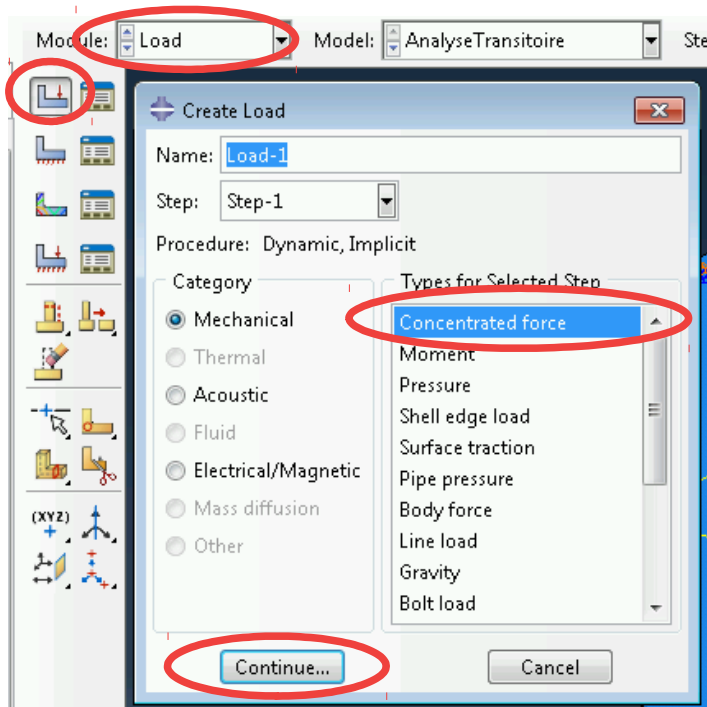 Module: Load Model: AnalyseTransitoire Ste
Create Load
Name: Load-1
Step: Step-1
Procedure: Dynamic, Implicit
Category
Mechanical
Thermal
Acoustic
Fluid
Electrical/Magnetic
Mass diffusion
Other
Types for Selected Step
Concentrated force
Moment
Pressure
Shell edge load
Surface traction
Pipe pressure
Body force
Line load
Gravity
Bolt load
(XYZ)
Continue... Cancel